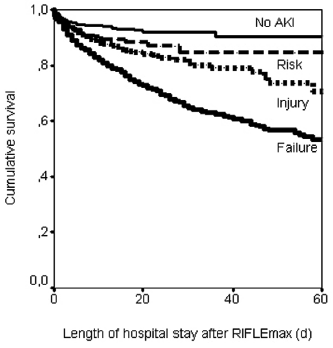 1,0
,8
,6
,4
,2
0,0
Cumulative survival
No AKI
Risk
Injury
Failure
0
20
40
60
Length of hospital stay after RIFLEmax (d)